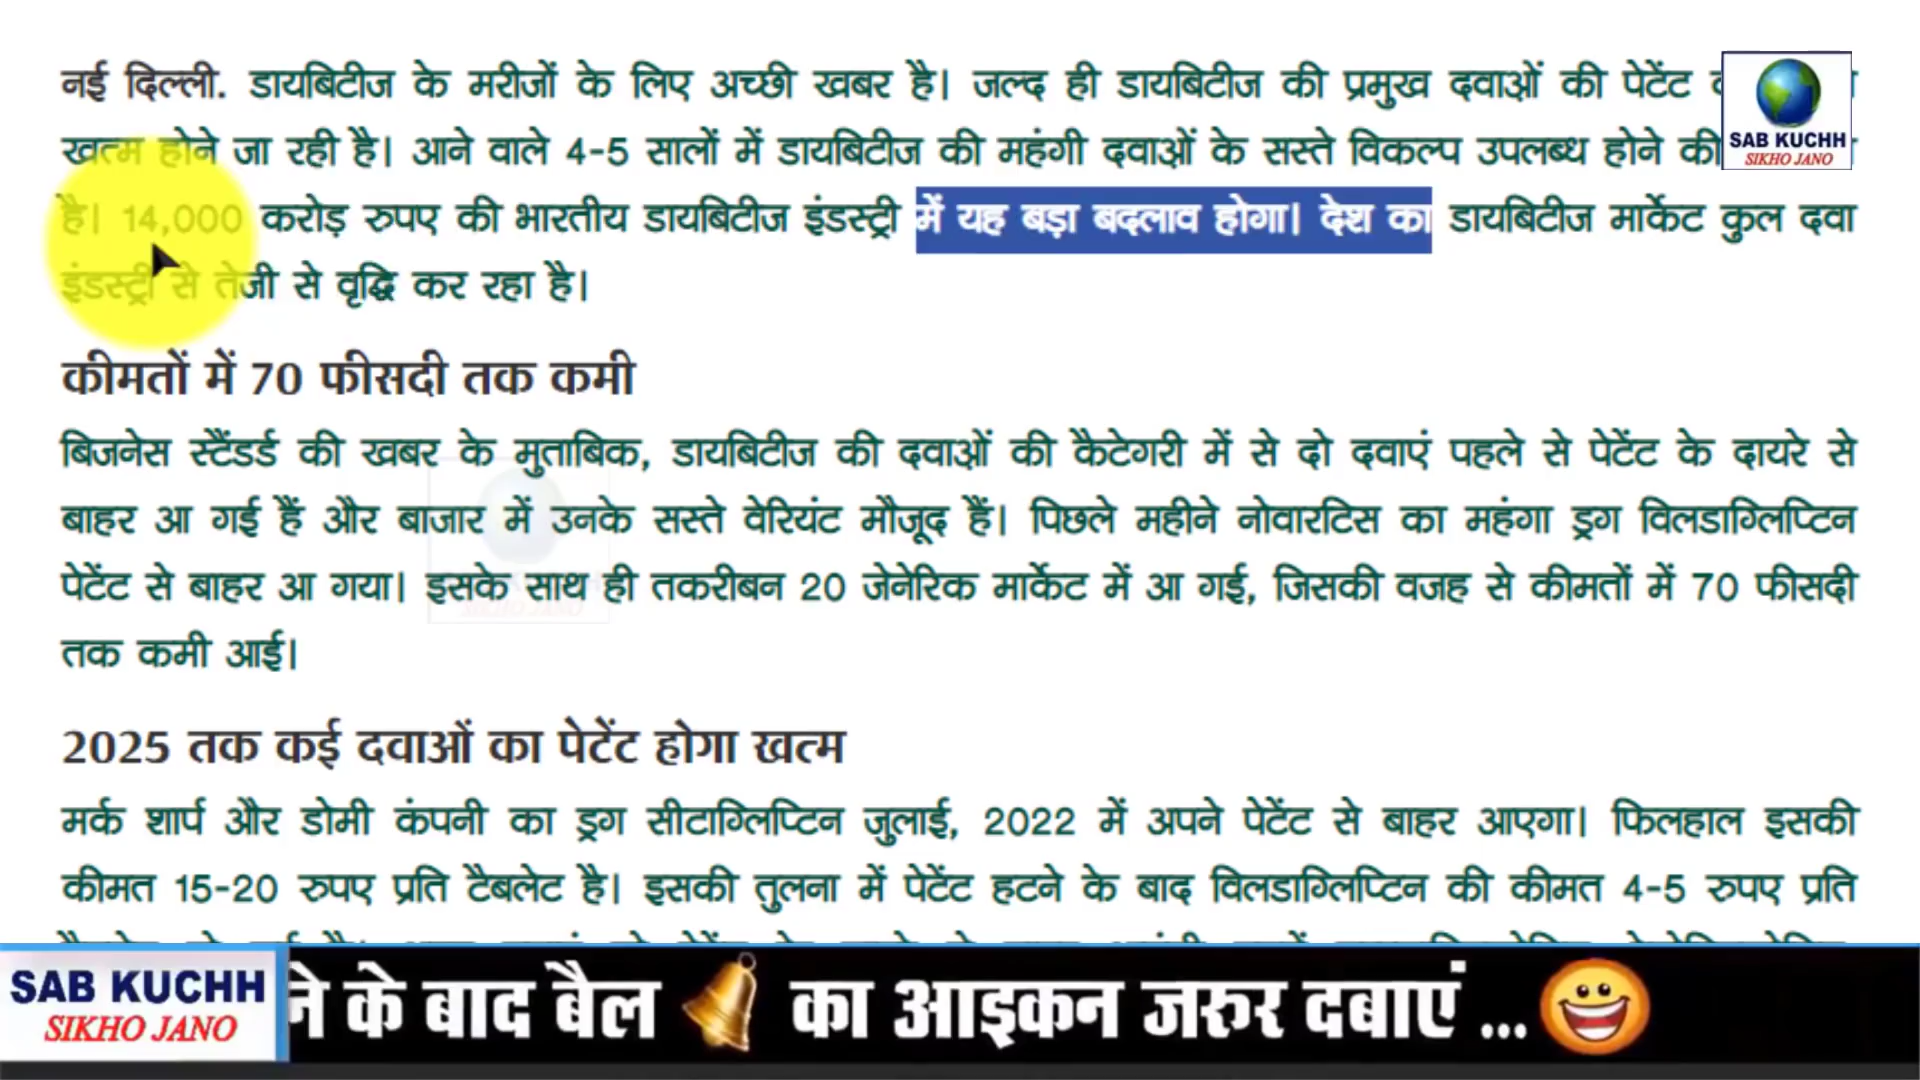 नई दिल्ली. डायबिटीज के मरीजों के लिए अच्छी खबर है। जल्द ही डायबिटीज की प्रमुख दवाओं की पेटेंट
खत्म होने जा रही है। आने वाले 4-5 सालों में डायबिटीज की महंगी दवाओं के सस्ते विकल्प उपलब्ध होने की
है। 14,000 करोड़ रुपए की भारतीय डायबिटीज इंडस्ट्री में यह बड़ा बदलाव होगा। देश का डायबिटीज मार्केट कुल दवा
इंडस्ट्री से तेजी से वृद्धि कर रहा है।
SAB KUCHH
SIKHO JANO
कीमतों में 70 फीसदी तक कमी
बिजनेस स्टैंडर्ड की खबर के मुताबिक, डायबिटीज की दवाओं की कैटेगरी में से दो दवाएं पहले से पेटेंट के दायरे से
बाहर आ गई हैं और बाजार में उनके सस्ते वेरियंट मौजूद हैं। पिछले महीने नोवारटिस का महंगा ड्रग विलडाग्लिप्टिन
पेटेंट से बाहर आ गया। इसके साथ ही तकरीबन 20 जेनेरिक मार्केट में आ गई, जिसकी वजह से कीमतों में 70 फीसदी
तक कमी आई।
2025 तक कई दवाओं का पेटेंट होगा खत्म
मर्क शार्प और डोमी कंपनी का ड्रग सीटाग्लिप्टिन जुलाई, 2022 में अपने पेटेंट से बाहर आएगा। फिलहाल इसकी
कीमत 15-20 रुपए प्रति टैबलेट है। इसकी तुलना में पेटेंट हटने के बाद विलडाग्लिप्टिन की कीमत 4-5 रुपए प्रति
SAB KUCHH
SIKHO JANO
ने के बाद बैल का आइकन जरुर दबाएं ...